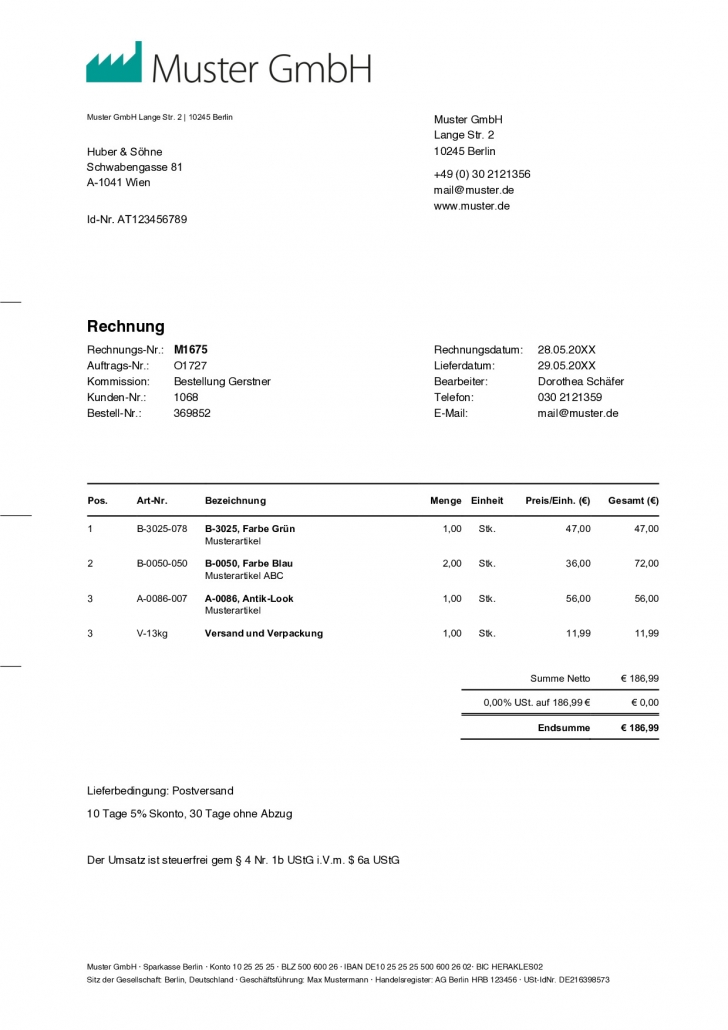 Muster GmbH
Muster GmbH Lange Str. 2 | 10245 Berlin
Huber & Söhne
Schwabengasse 81
A-1041 Wien
Id-Nr. AT123456789
Muster GmbH
Lange Str. 2
10245 Berlin
+49 (0) 30 2121356
mail@muster.de
www.muster.de
Rechnung
Rechnungs-Nr.: M1675
Auftrags-Nr.: O1727
Kommission: Bestellung Gerstner
Kunden-Nr.: 1068
Bestell-Nr.: 369852
Rechnungsdatum: 28.05.20XX
Lieferdatum: 29.05.20XX
Bearbeiter: Dorothea Schäfer
Telefon: 030 2121359
E-Mail: mail@muster.de
Pos. Art-Nr. Bezeichnung Menge Einheit Preis/Einh. (€) Gesamt (€)
1 B-3025-078 B-3025, Farbe Grün 1,00 Stk. 47,00 47,00
Musterartikel
2 B-0050-050 B-0050, Farbe Blau 2,00 Stk. 36,00 72,00
Musterartikel ABC
3 A-0086-007 A-0086, Antik-Look 1,00 Stk. 56,00 56,00
Musterartikel
3 V-13kg Versand und Verpackung 1,00 Stk. 11,99 11,99
Summe Netto € 186,99
0,00% USt. auf 186,99 € € 0,00
Endsumme € 186,99
Lieferbedingung: Postversand
10 Tage 5% Skonto, 30 Tage ohne Abzug
Der Umsatz ist steuerfrei gem § 4 Nr. 1b UStG i.V.m. $ 6a UStG
Muster GmbH · Sparkasse Berlin · Konto 10 25 25 25 · BLZ 500 600 26 · IBAN DE10 25 25 25 500 600 26 02· BIC HERAKLES02
Sitz der Gesellschaft: Berlin, Deutschland · Geschäftsführung: Max Mustermann · Handelsregister: AG Berlin HRB 123456 · USt-IdNr. DE216398573